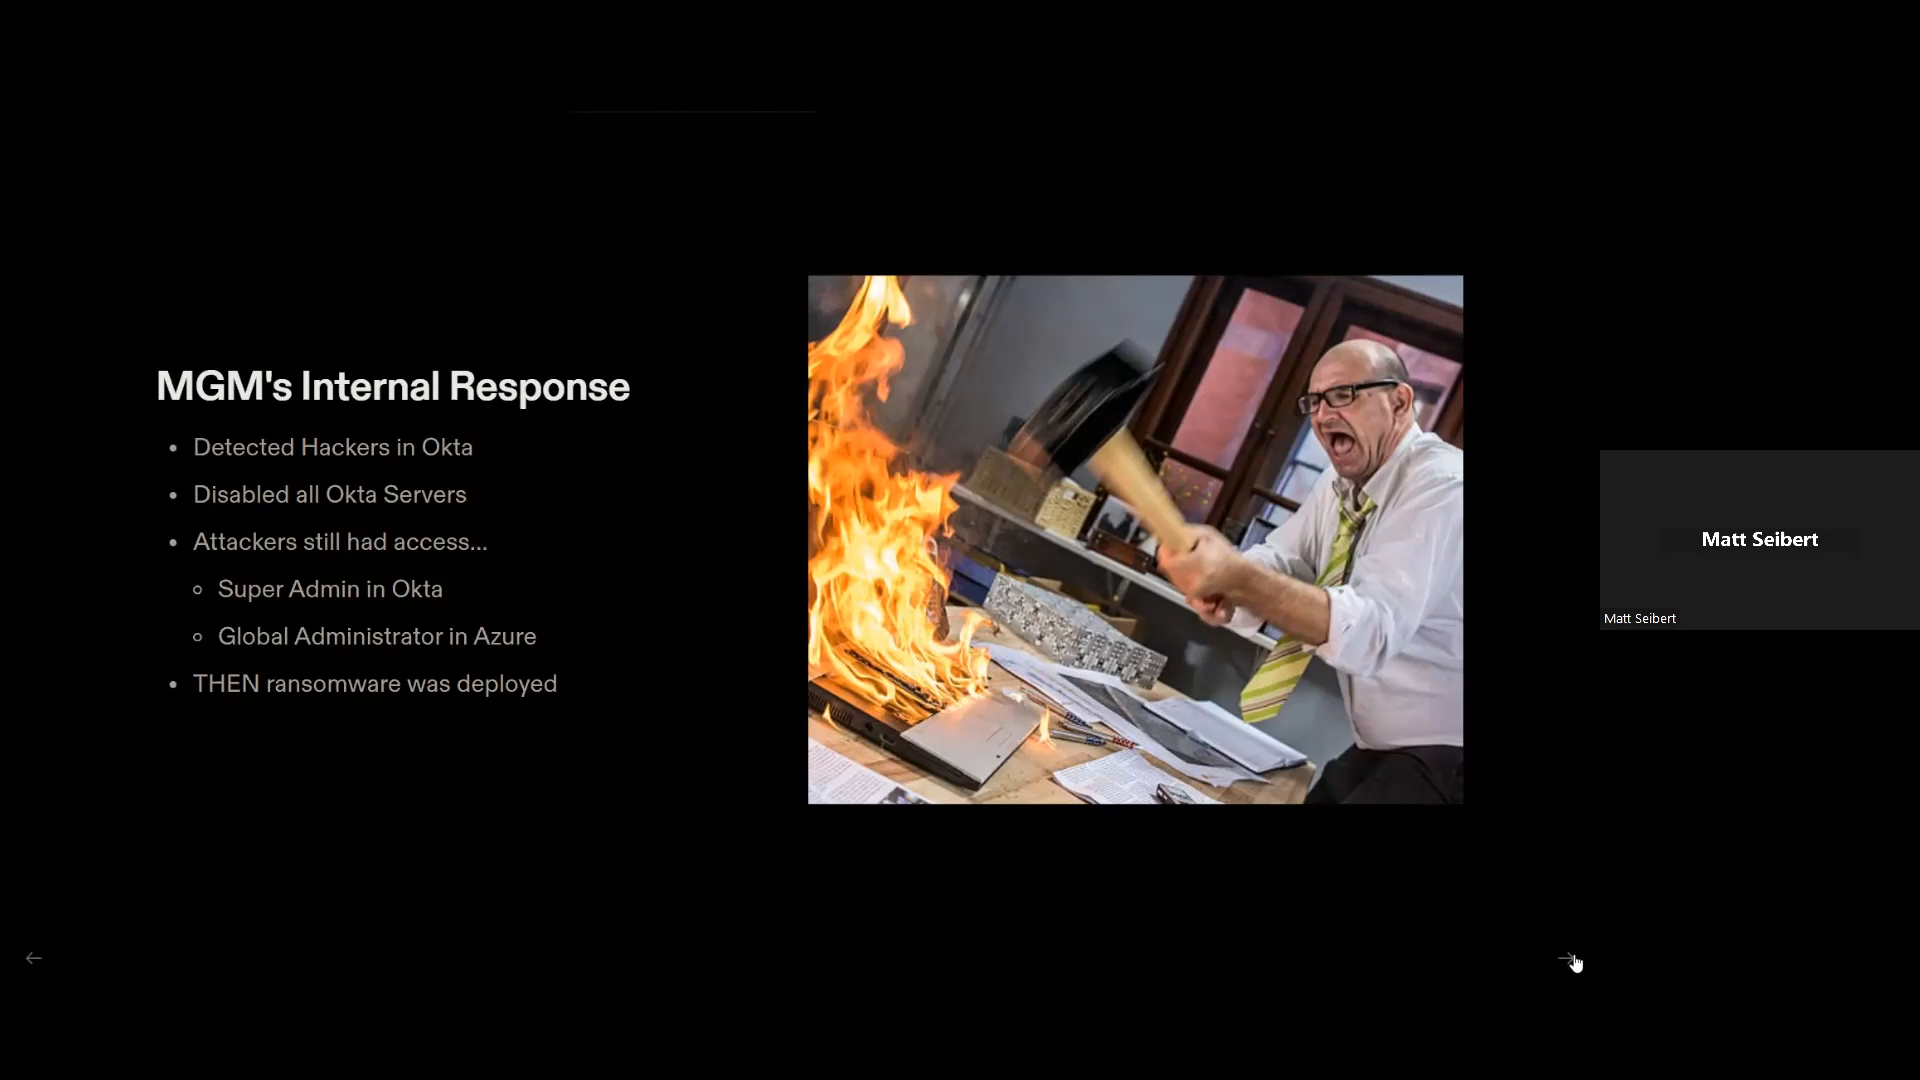 MGM's Internal Response
Detected Hackers in Okta
Disabled all Okta Servers
Attackers still had access...
Super Admin in Okta
Global Administrator in Azure
THEN ransomware was deployed
Matt Seibert
Matt Seibert